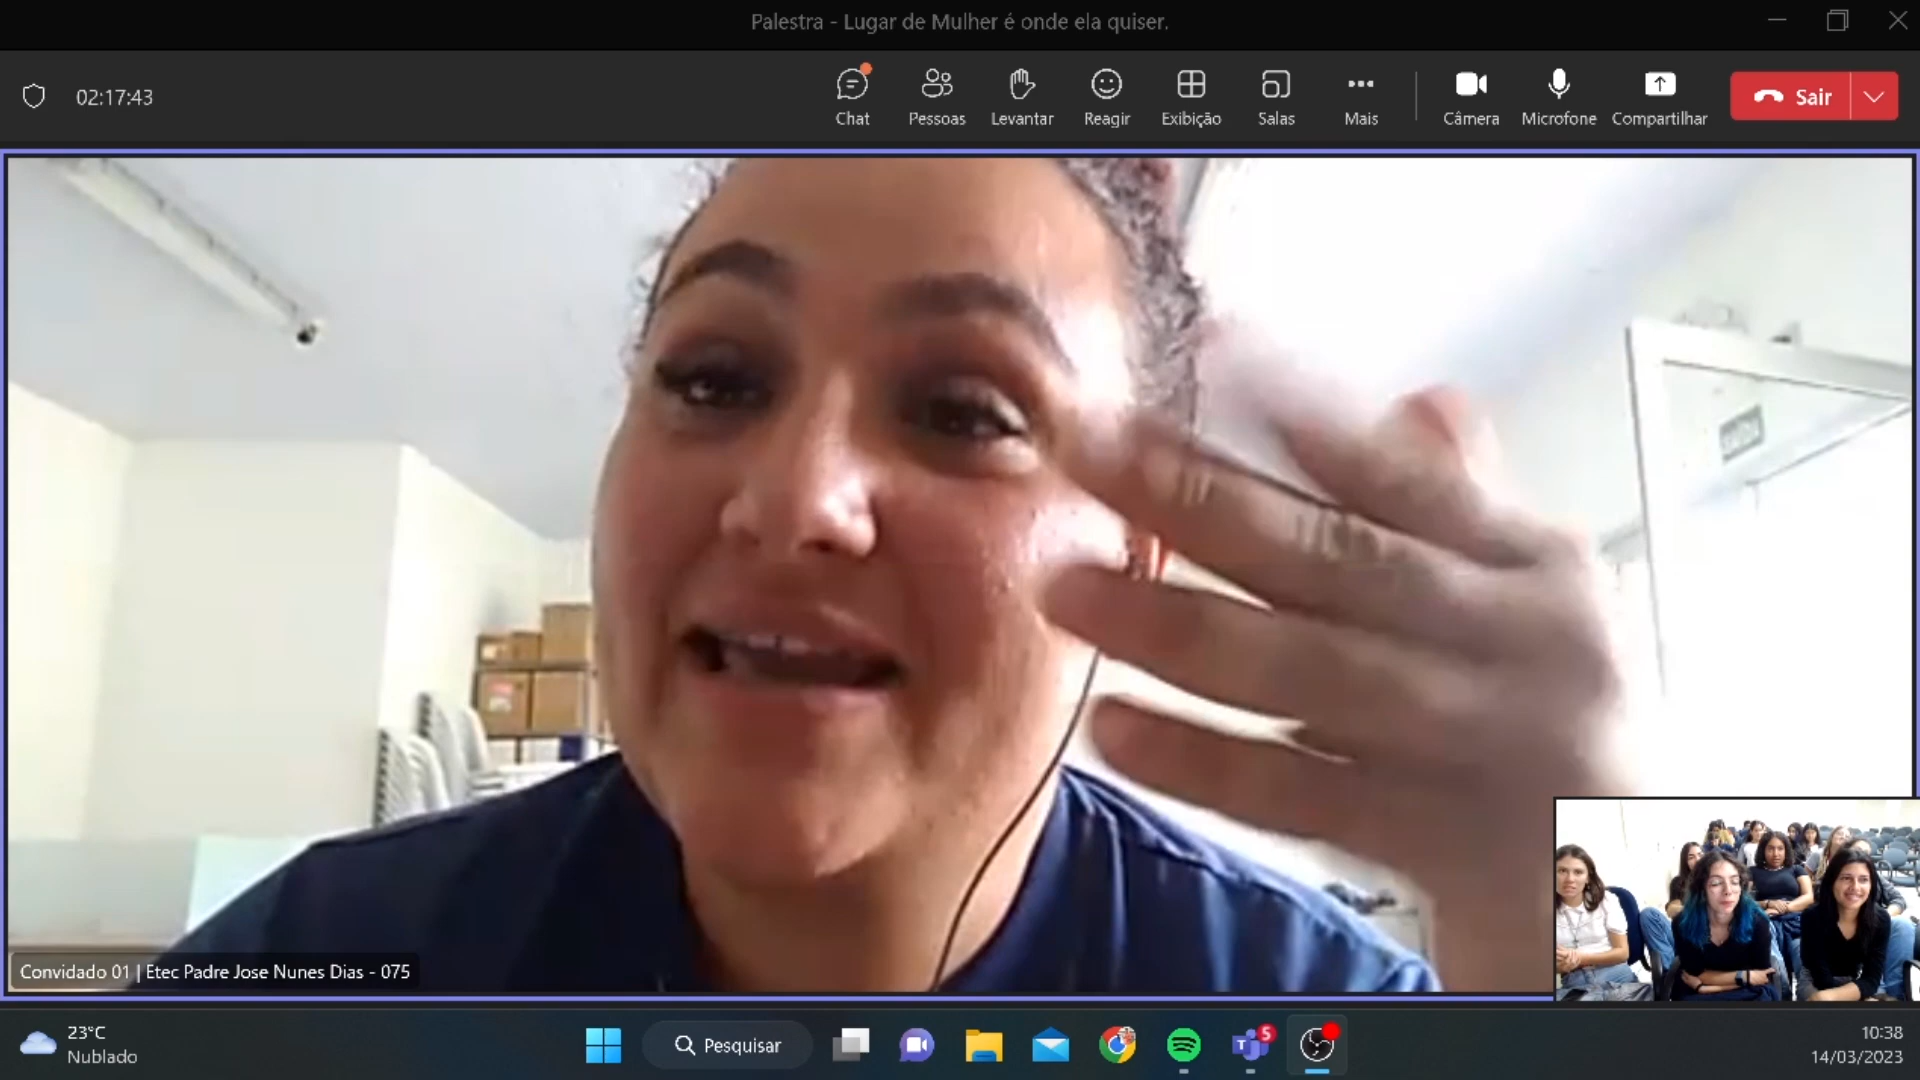 Palestra - Lugar de Mulher é onde ela quiser.
02:17:43
Chat
Pessoas
Levantar
Reagir
Exibição
Salas
Mais
Câmera
Microfone
Compartilhar
Sair
Convidado 01 | Etec Padre Jose Nunes Dias - 075
23°C
Nublado
Pesquisar
5
10:38
14/03/2023